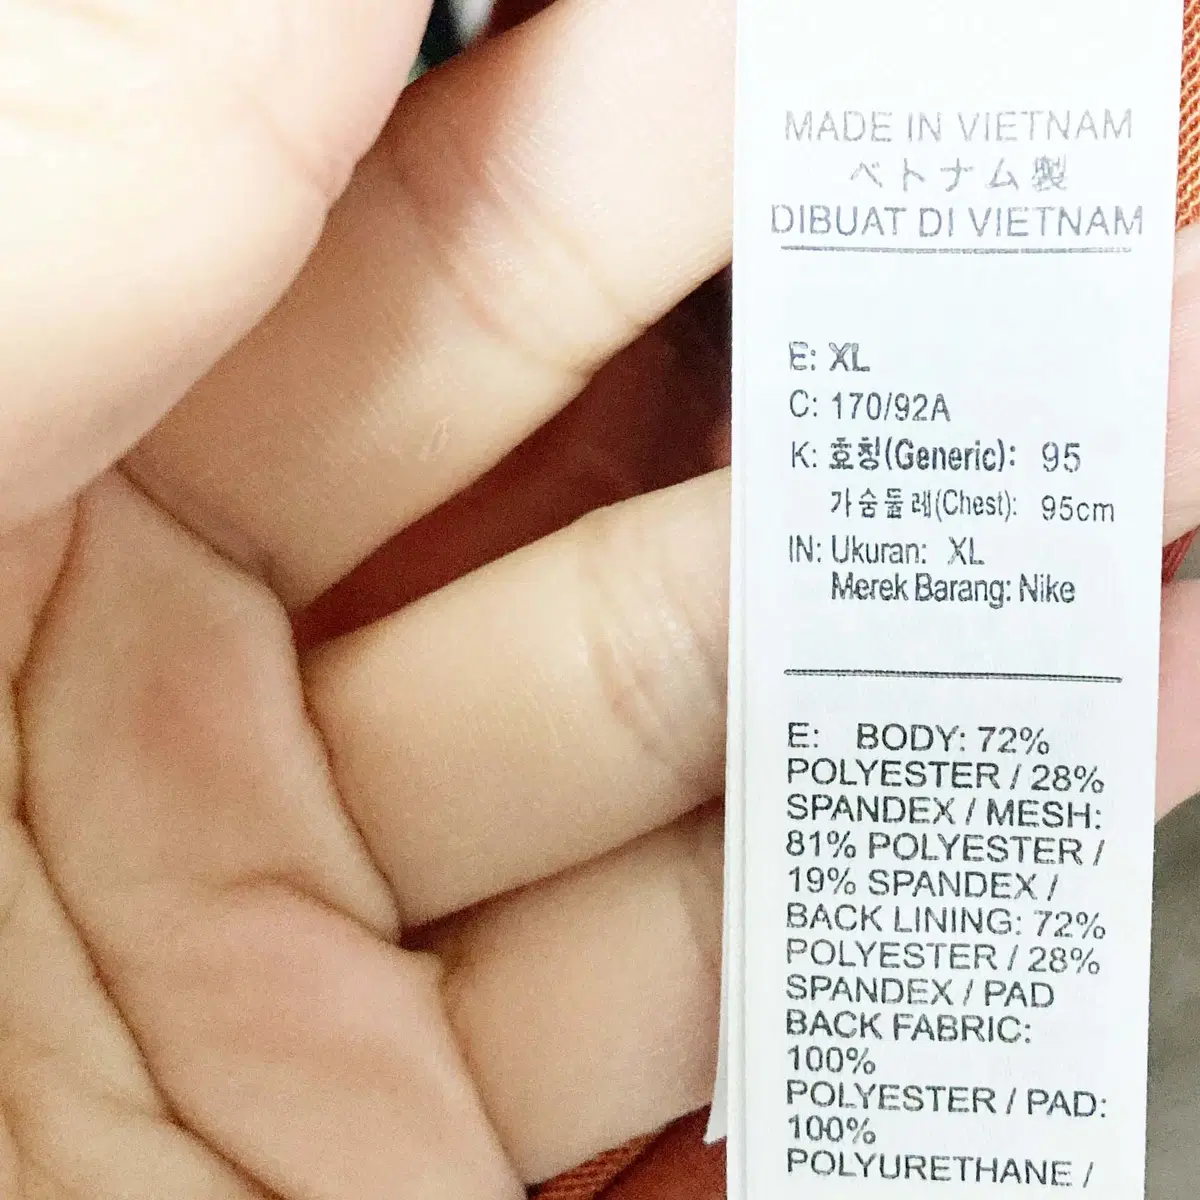 MADE IN VIETNAM
ベトナム製
DIBUAT DI VIETNAM
E: XL
C: 170/92A
K: 호칭(Generic): 95
가슴둘레(Chest): 95cm
IN: Ukuran: XL
Merek Barang: Nike
E: BODY: 72%
POLYESTER / 28%
SPANDEX / MESH:
81% POLYESTER /
19% SPANDEX /
BACK LINING: 72%
POLYESTER / 28%
SPANDEX / PAD
BACK FABRIC:
100%
POLYESTER / PAD:
100%
POLYURETHANE /